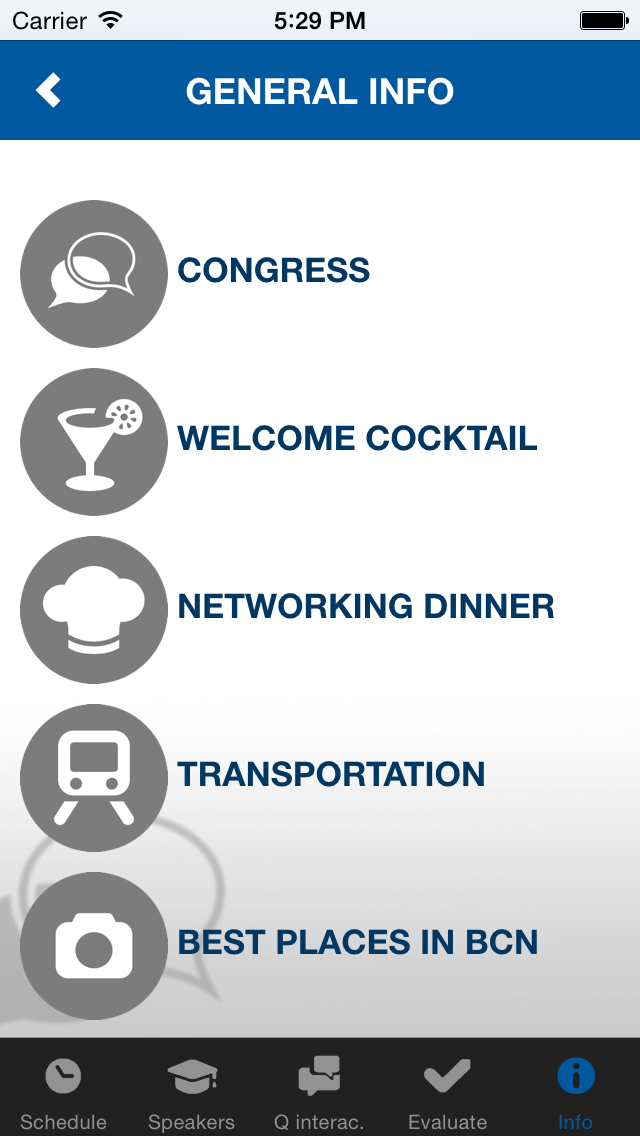 Carrier 5:29 PM
GENERAL INFO
CONGRESS
WELCOME COCKTAIL
NETWORKING DINNER
TRANSPORTATION
BEST PLACES IN BCN
Schedule Speakers Q interac. Evaluate Info